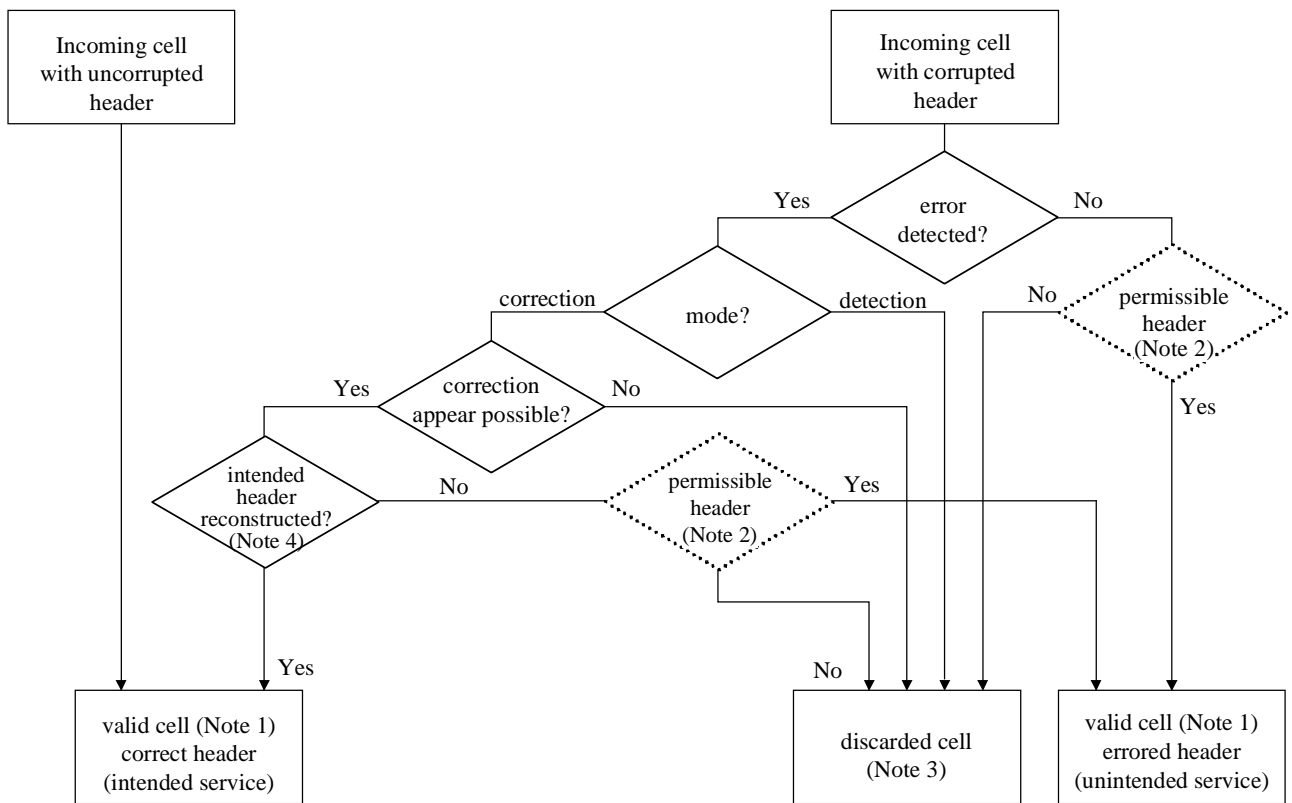 Incoming cell
with uncorrupted
header
Incoming cell
with corrupted
header
error
detected?
Yes
No
mode?
correction
detection
permissible
header
(Note 2)
No
Yes
correction
appear possible?
Yes
No
intended
header
reconstructed?
(Note 4)
No
permissible
header
(Note 2)
Yes
Yes
No
valid cell (Note 1)
correct header
(intended service)
discarded cell
(Note 3)
valid cell (Note 1)
errored header
(unintended service)